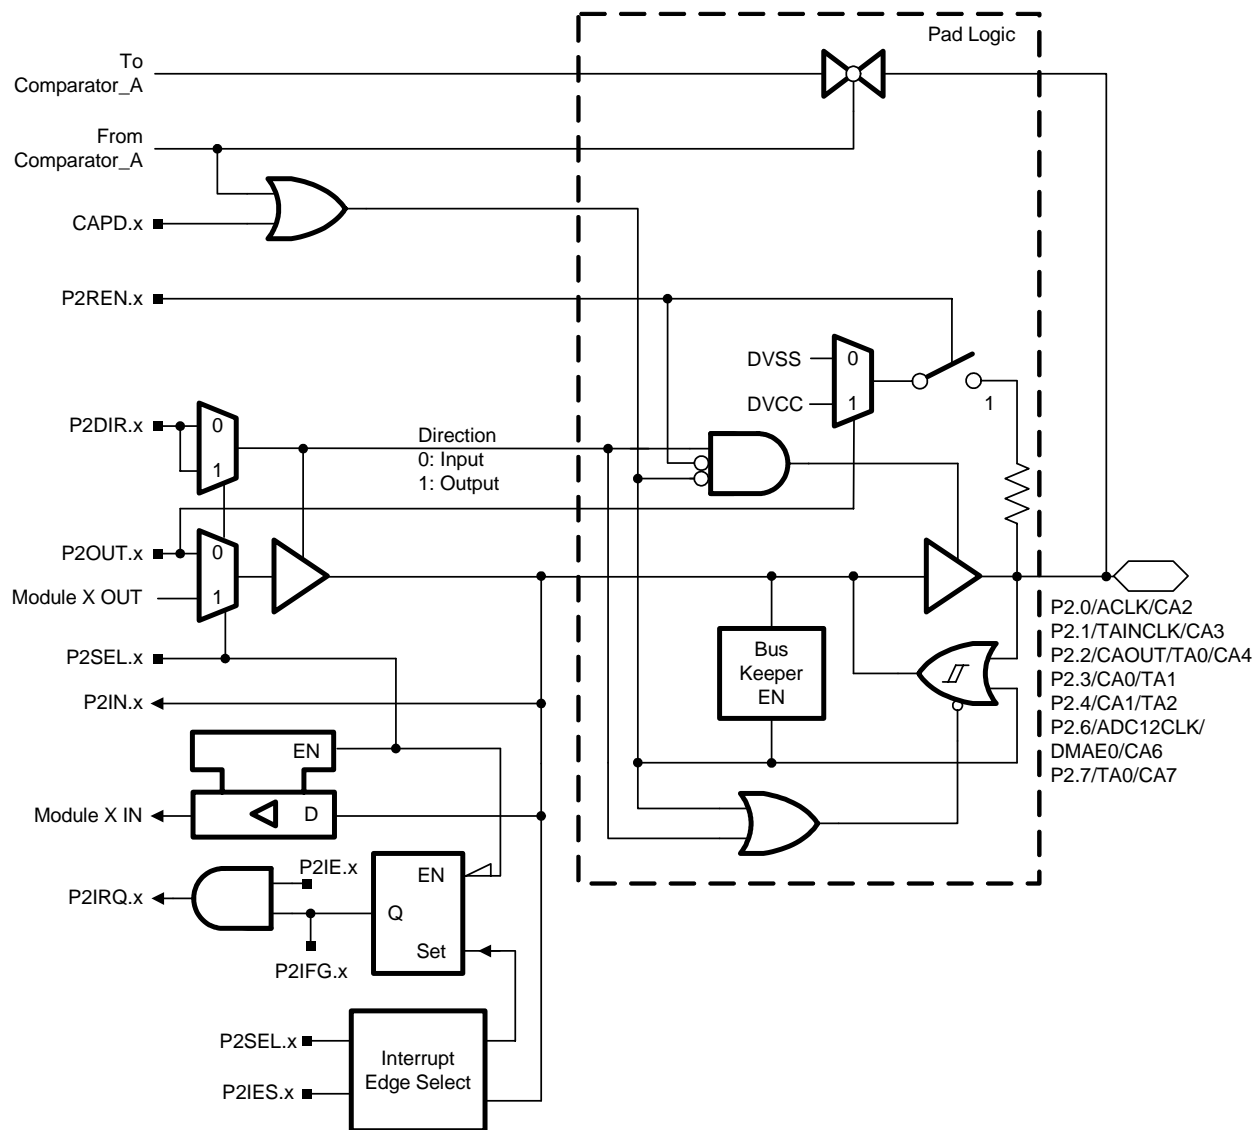 Pad Logic
To
Comparator_A
From
Comparator_A
CAPD.x
P2REN.x
DVSS
0
DVCC
1
1
P2DIR.x
0
1
Direction
0: Input
1: Output
P2OUT.x
0
Module X OUT
1
P2SEL.x
P2IN.x
Bus
Keeper
EN
P2.0/ACLK/CA2
P2.1/TAINCLK/CA3
P2.2/CAOUT/TA0/CA4
P2.3/CA0/TA1
P2.4/CA1/TA2
P2.6/ADC12CLK/
DMAE0/CA6
P2.7/TA0/CA7
EN
Module X IN
D
P2IE.x
EN
P2IRQ.x
Q
Set
P2IFG.x
P2SEL.x
Interrupt
Edge Select
P2IES.x